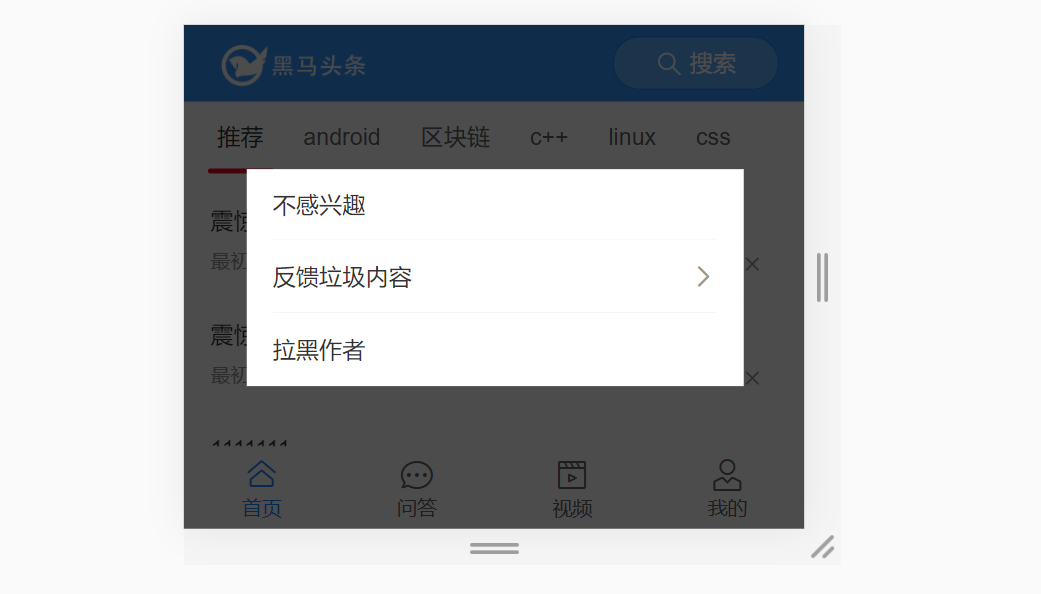 黑马头条
搜索
推荐 android 区块链 c++ linux css
不感兴趣
震惊
最初
反馈垃圾内容
震惊
拉黑作者
最初
首页 问答 视频 我的